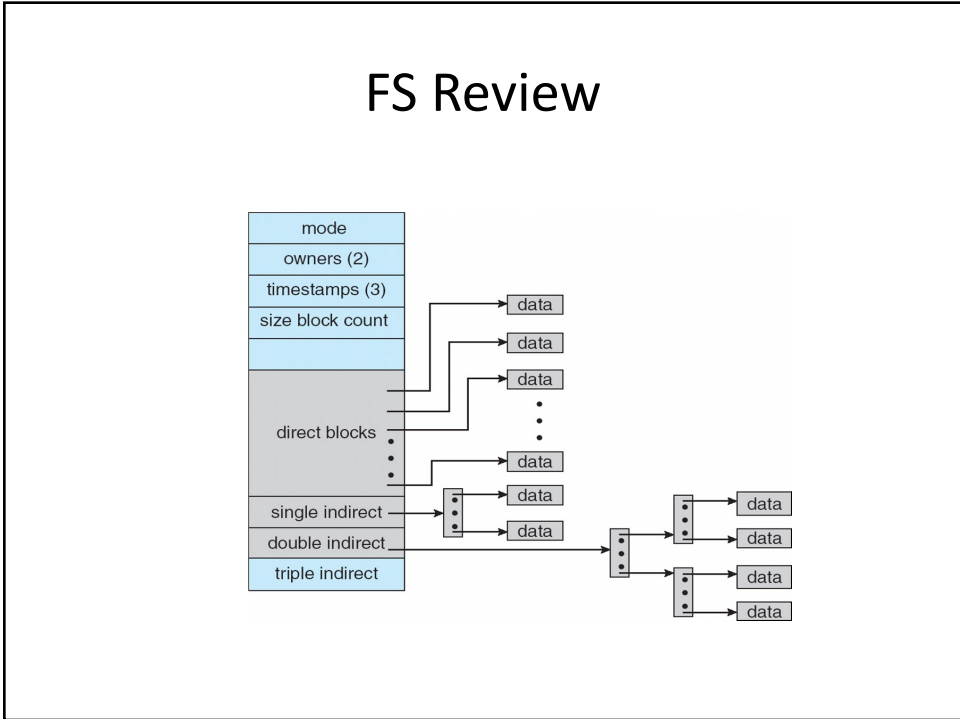 FS Review
mode
owners (2)
timestamps (3)
size block count
direct blocks
single indirect
double indirect
triple indirect
data
data
data
data
data
data
data
data
data
data